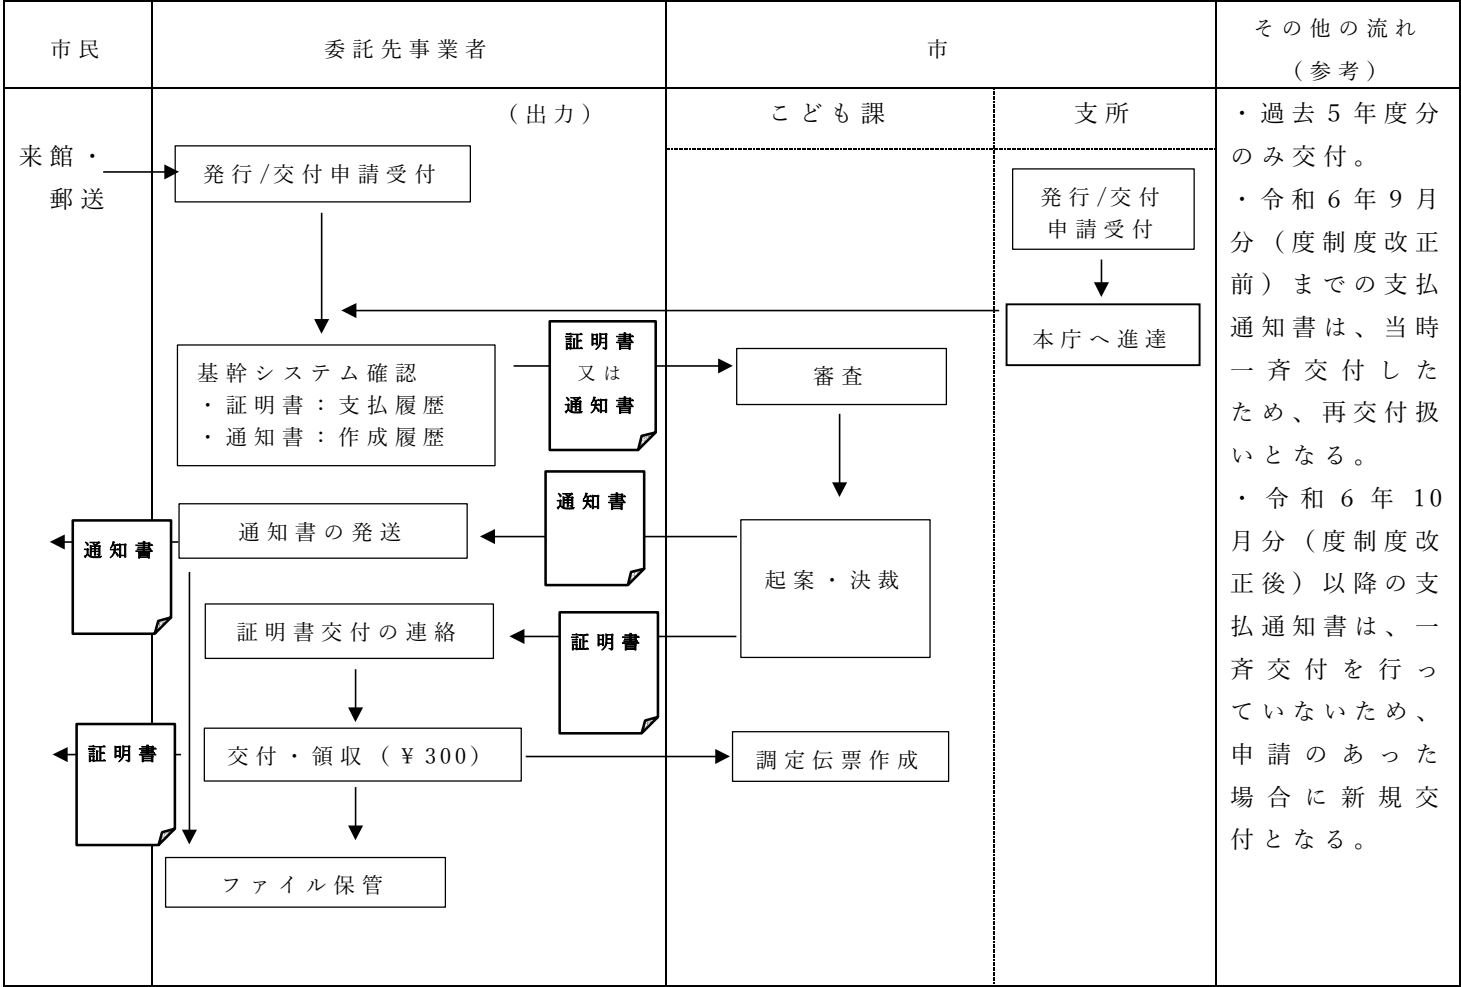 市民
委託先事業者
市
その他の流れ
（参考）
（出力）
こども課
支所
来館・
郵送
発行/交付申請受付
発行/交付
申請受付
本庁へ進達
基幹システム確認
・証明書：支払履歴
・通知書：作成履歴
証明書
又は
通知書
審査
通知書
通知書の発送
通知書
起案・決裁
証明書交付の連絡
証明書
証明書
交付・領収（¥300）
調定伝票作成
ファイル保管
・過去5年度分
のみ交付。
・令和6年9月
分（度制度改正
前）までの支払
通知書は、当時
一斉交付した
ため、再交付扱
いとなる。
・令和6年10
月分（度制度改
正後）以降の支
払通知書は、一
斉交付を行っ
ていないため、
申請のあった
場合に新規交
付となる。